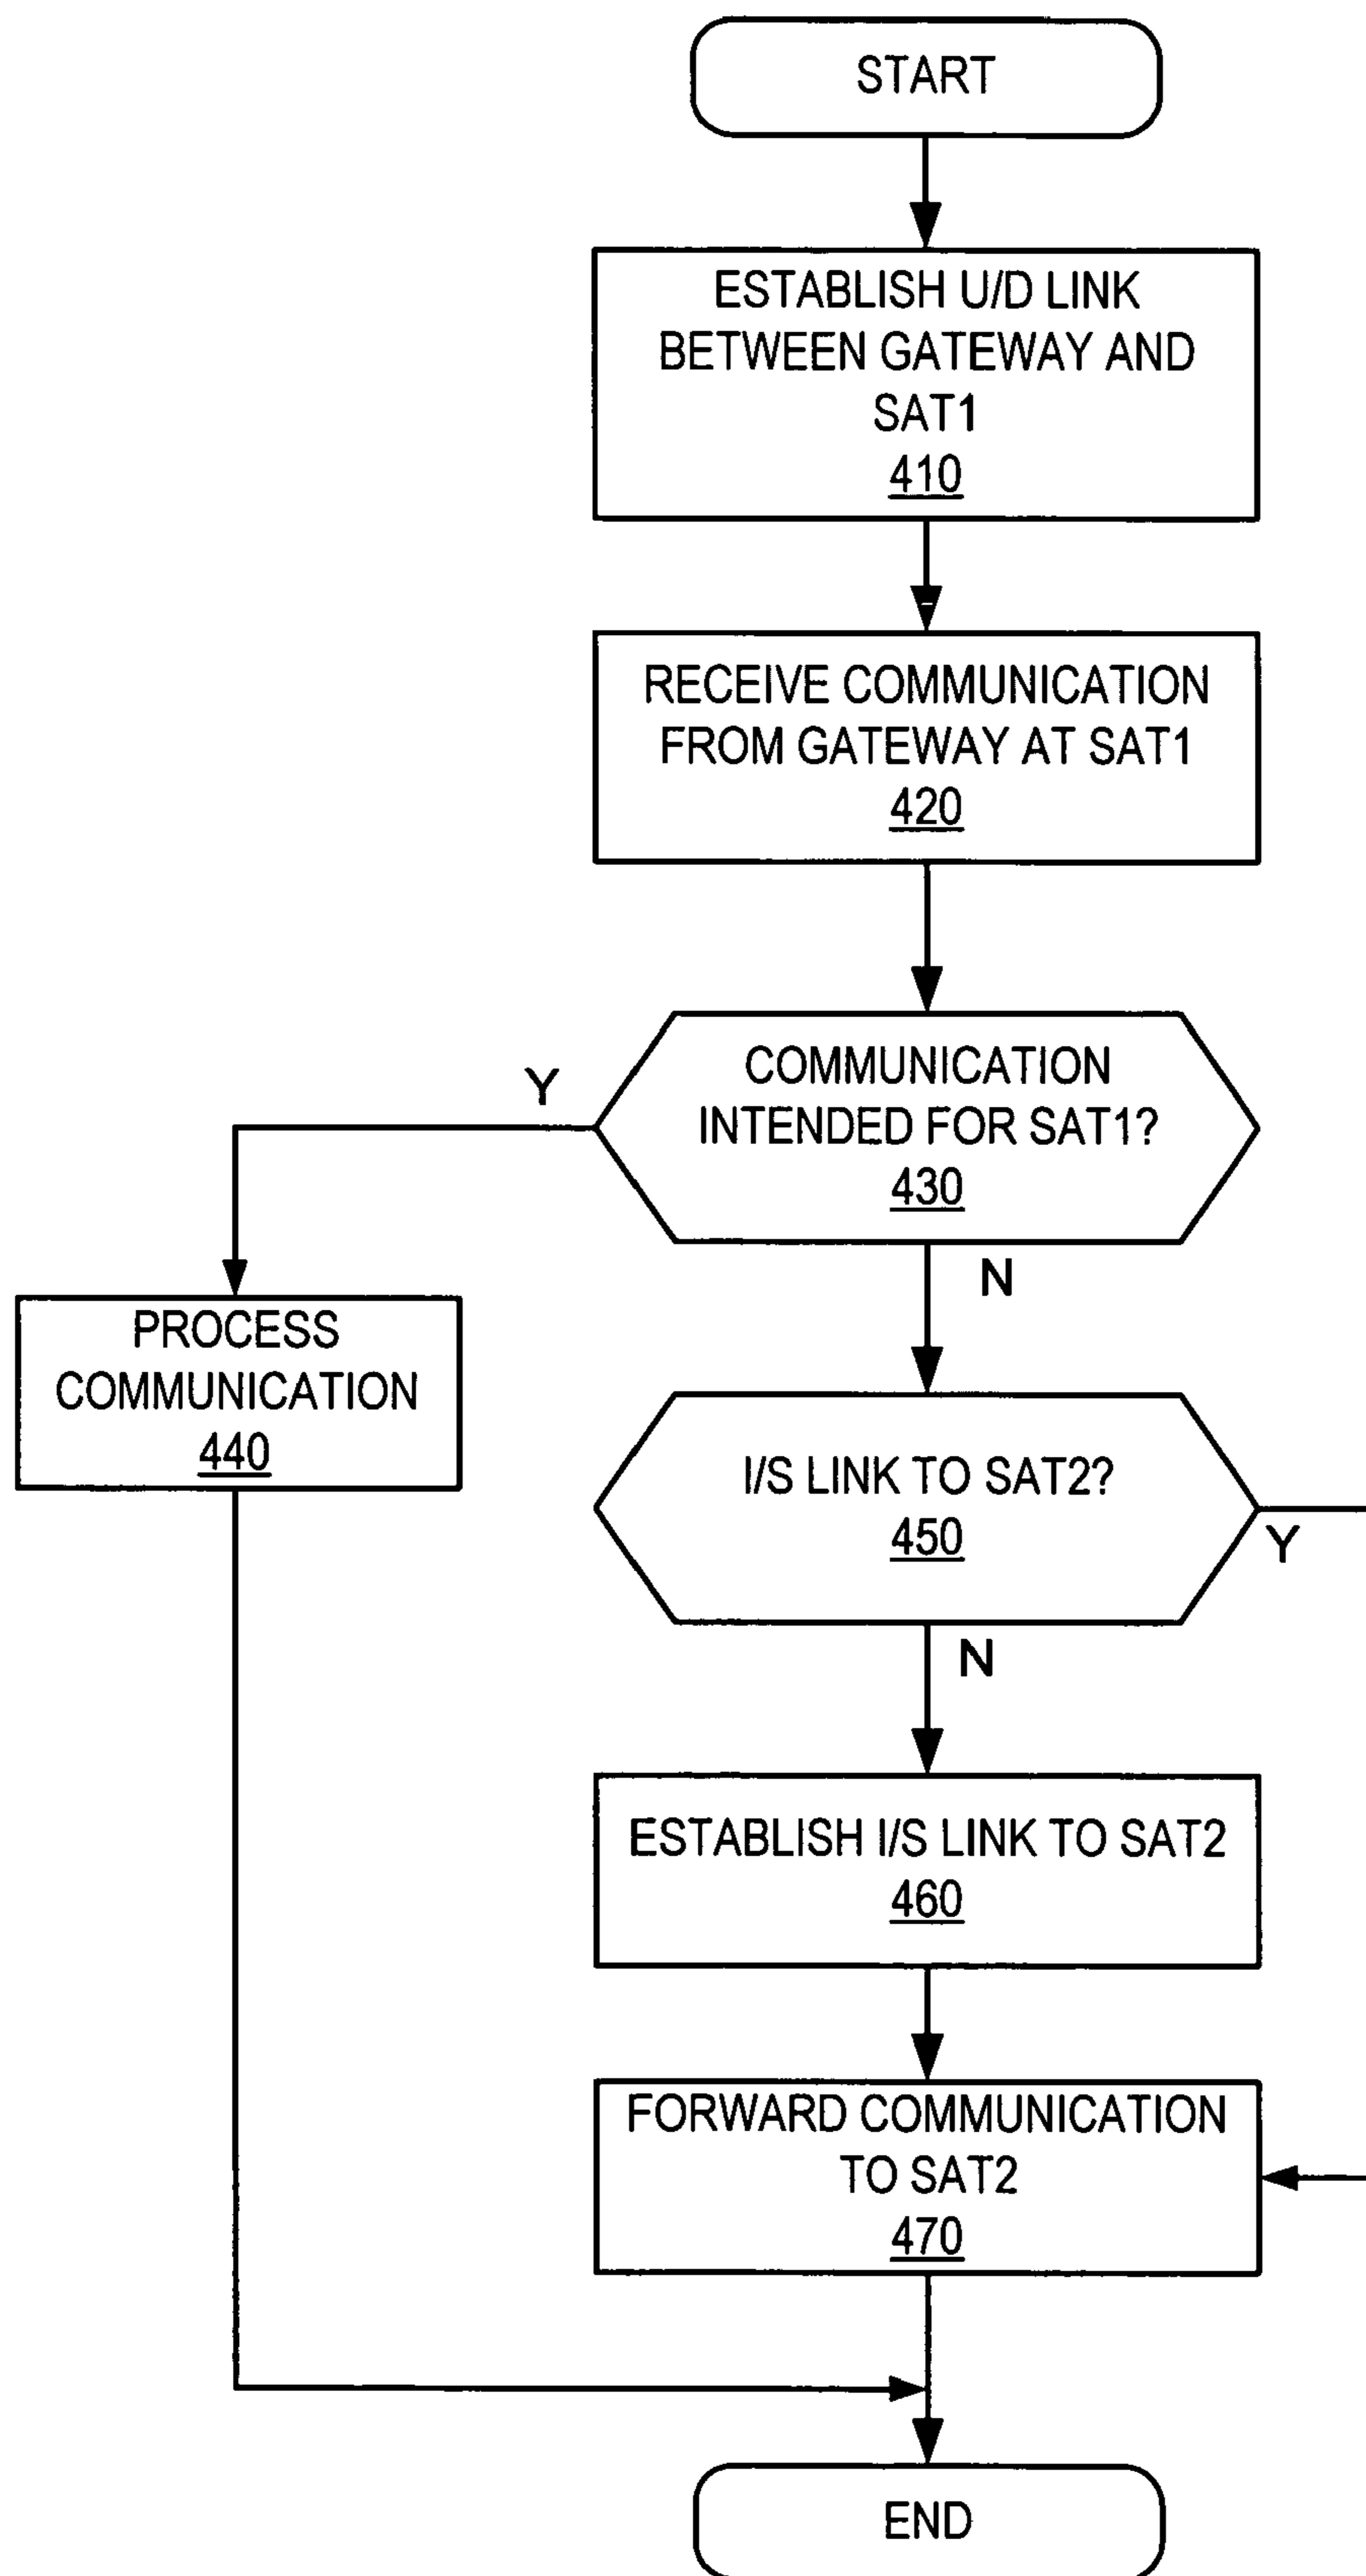 START
ESTABLISH U/D LINK
BETWEEN GATEWAY AND
SAT1
410
RECEIVE COMMUNICATION
FROM GATEWAY AT SAT1
420
COMMUNICATION
INTENDED FOR SAT1?
430
Y
N
PROCESS
COMMUNICATION
440
I/S LINK TO SAT2?
450
Y
N
ESTABLISH I/S LINK TO SAT2
460
FORWARD COMMUNICATION
TO SAT2
470
END